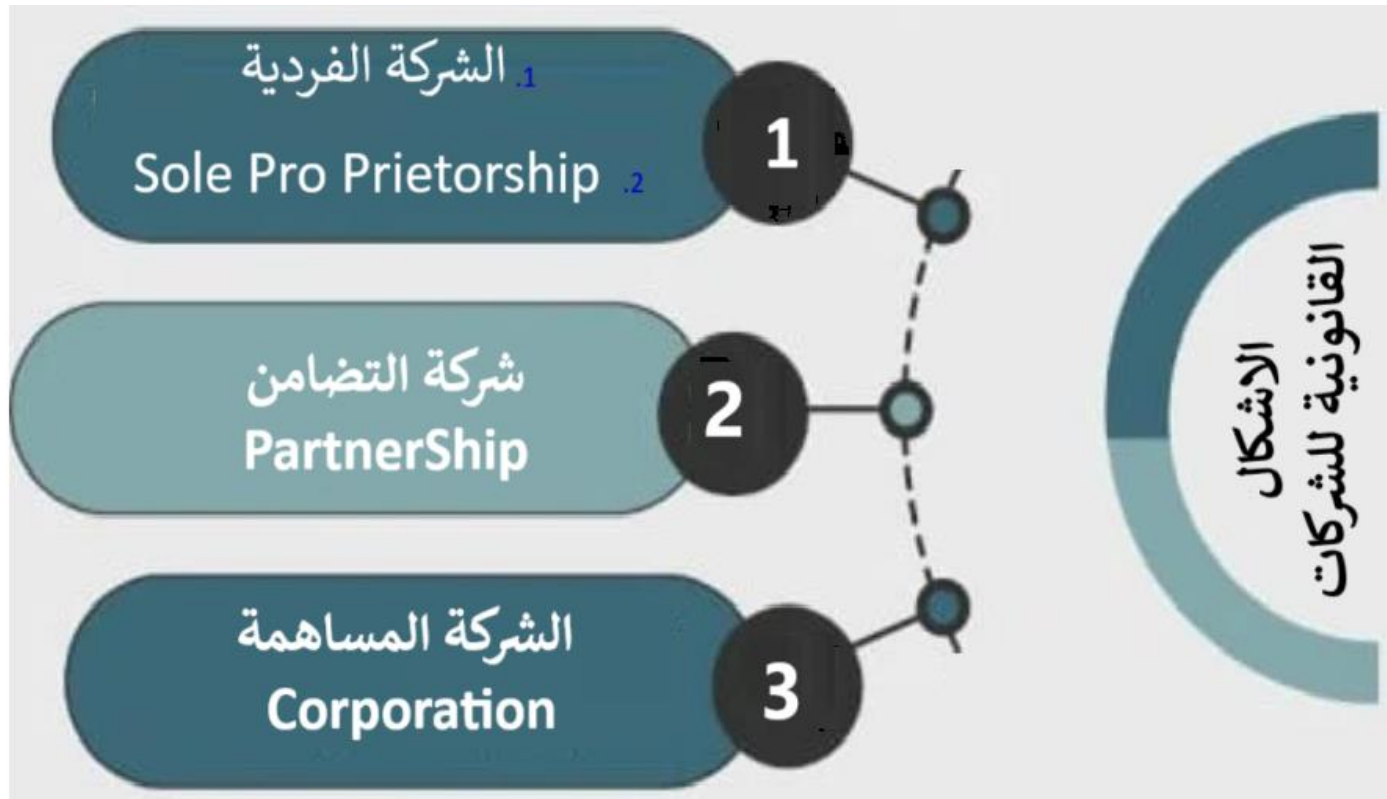 الاشكال
القانونية للشركات
1
.1 الشركة الفردية
Sole Pro Prietorship .2
2
شركة التضامن
PartnerShip
3
الشركة المساهمة
Corporation